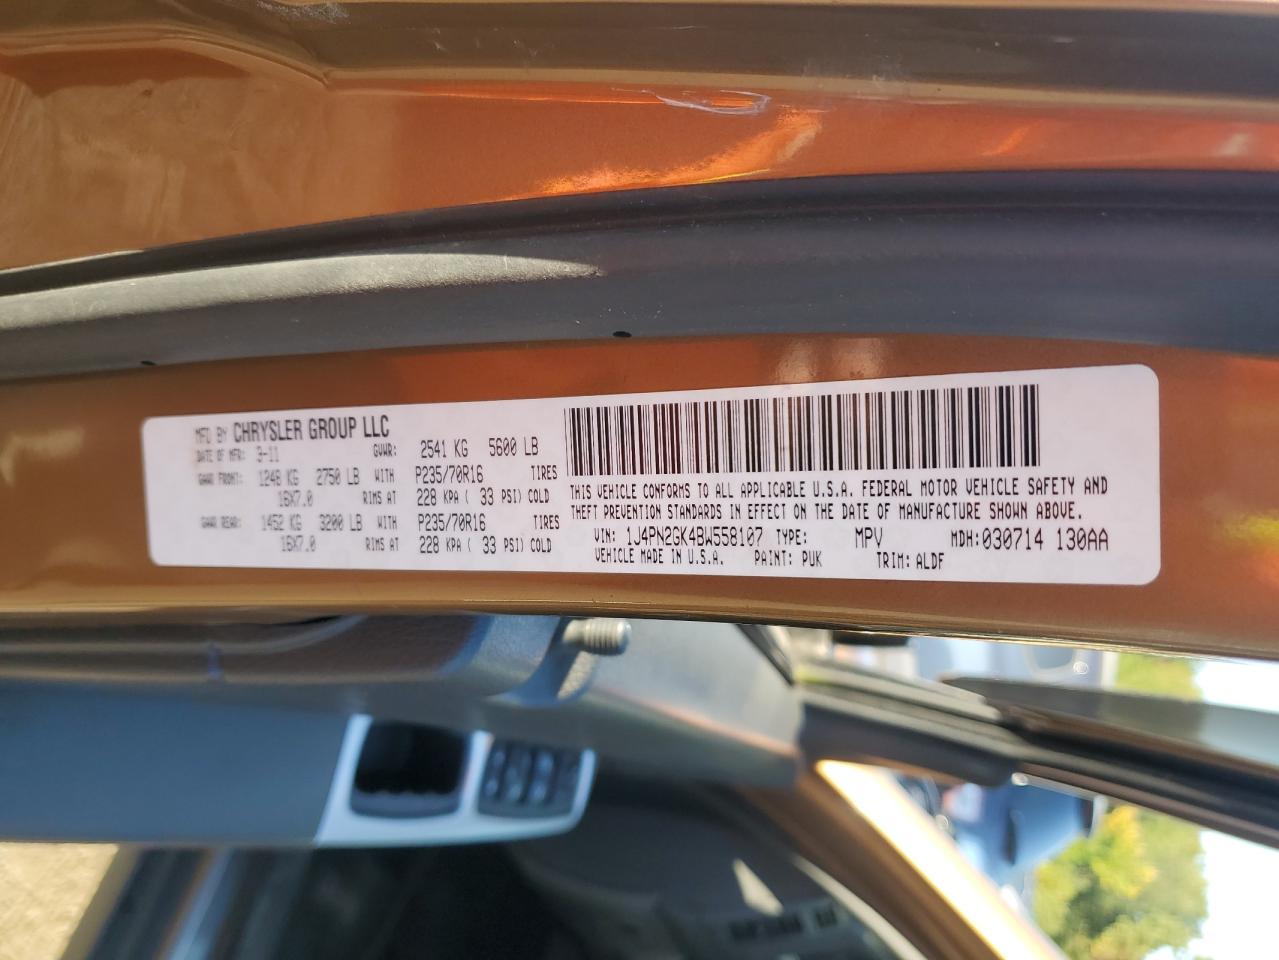 MFD BY CHRYSLER GROUP LLC
DATE OF MFR: 3-11 GVWR: 2541 KG 5600 LB
GAWR FRONT: 1248 KG 2750 LB WITH P235/70R16 TIRES
16X7.0 RIMS AT 228 KPA ( 33 PSI) COLD
GAWR REAR: 1452 KG 3200 LB WITH P235/70R16 TIRES
16X7.0 RIMS AT 228 KPA ( 33 PSI) COLD
THIS VEHICLE CONFORMS TO ALL APPLICABLE U.S.A. FEDERAL MOTOR VEHICLE SAFETY AND
THEFT PREVENTION STANDARDS IN EFFECT ON THE DATE OF MANUFACTURE SHOWN ABOVE.
VIN: 1J4PN2GK4BW558107 TYPE: MPV MDH:030714 130AA
VEHICLE MADE IN U.S.A. PAINT: PUK TRIM: ALDF